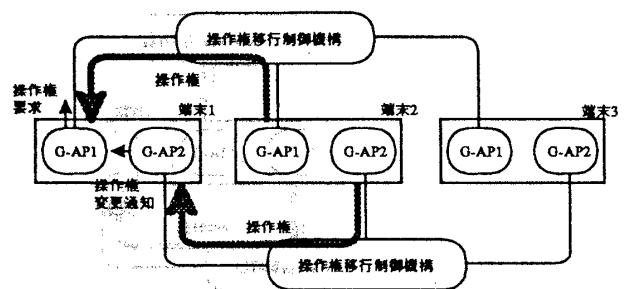 操作権移行制御機構
操作権
操作権
要求
端末1
端末2
端末3
G-AP1
G-AP2
G-AP1
G-AP2
G-AP1
G-AP2
操作権
変更通知
操作権
操作権移行制御機構